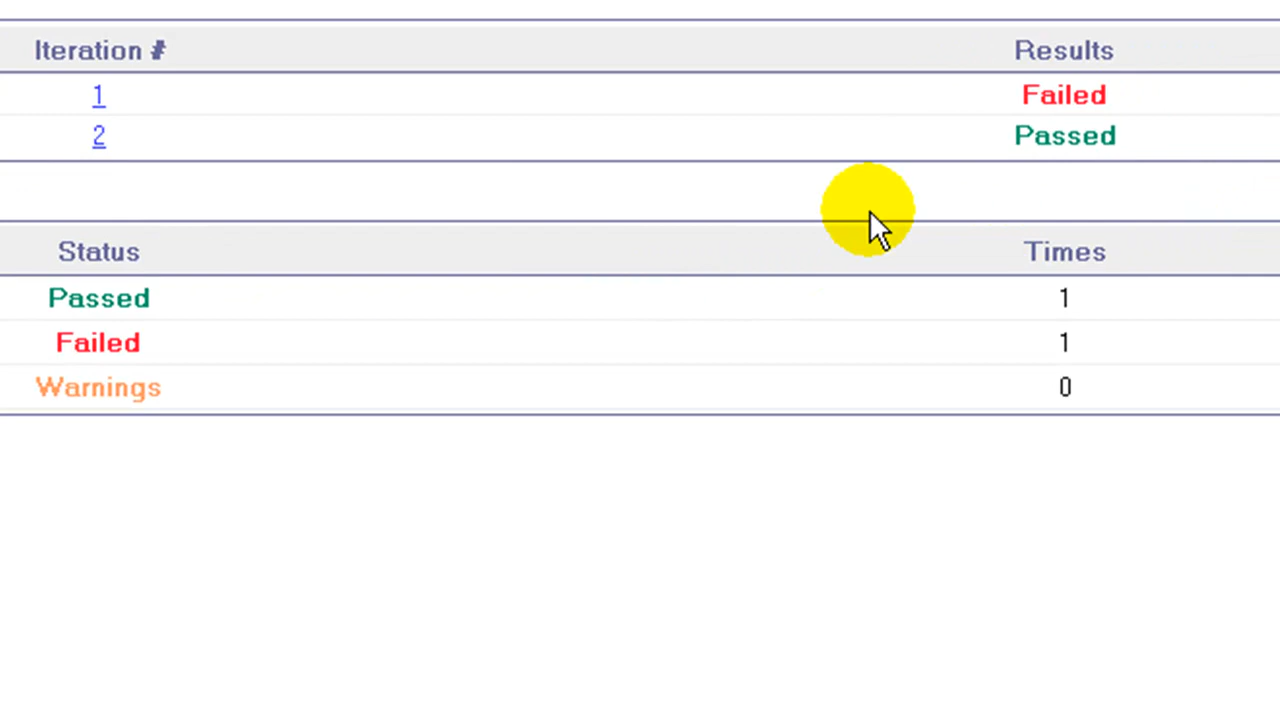 Iteration # Results
1 Failed
2 Passed
Status Times
Passed 1
Failed 1
Warnings 0